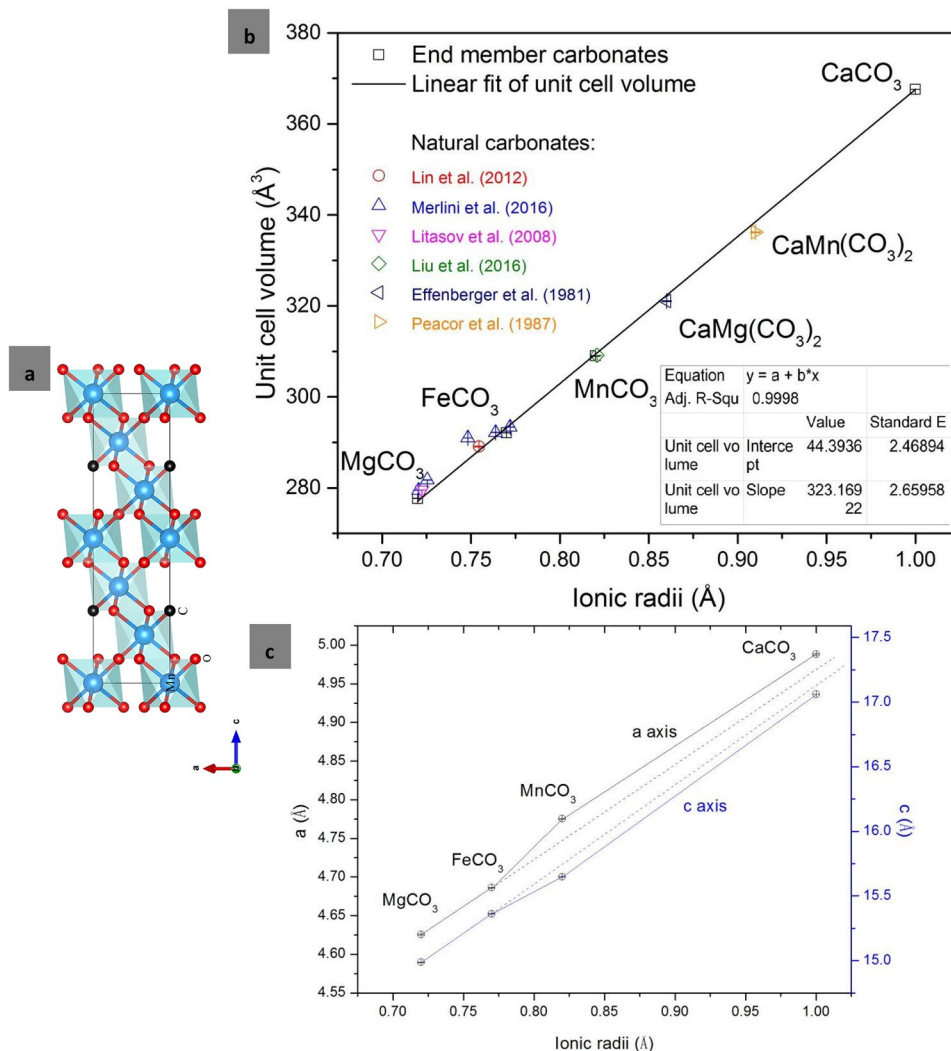 b
380
360
340
320
300
280
Unit cell volume (Å³)
End member carbonates
Linear fit of unit cell volume
Natural carbonates:
Lin et al. (2012)
Merlini et al. (2016)
Litasov et al. (2008)
Liu et al. (2016)
Effenberger et al. (1981)
Peacor et al. (1987)
CaCO₃
CaMn(CO₃)₂
CaMg(CO₃)₂
MnCO₃
FeCO₃
MgCO₃
Equation y = a + b*x
Adj. R-Squ 0.9998
Value Standard E
Unit cell vo lume Interce pt 44.3936 2.46894
Unit cell vo lume Slope 323.169 22 2.65958
0.70 0.75 0.80 0.85 0.90 0.95 1.00
Ionic radii (Å)
a
C
O
Mn
c
a
c
5.00
4.95
4.90
4.85
4.80
4.75
4.70
4.65
4.60
4.55
a (Å)
CaCO₃
a axis
MnCO₃
c axis
FeCO₃
MgCO₃
17.5
17.0
16.5
16.0
15.5
15.0
c (Å)
0.70 0.75 0.80 0.85 0.90 0.95 1.00
Ionic radii (Å)